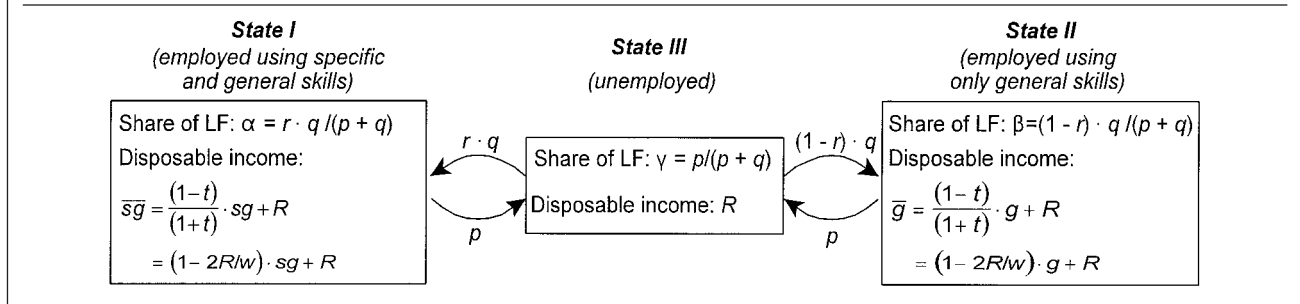 State I
(employed using specific
and general skills)
Share of LF: α = r · q /(p + q)
Disposable income:
s̅g̅ = (1−t)/(1+t) · sg + R
= (1− 2R/w) · sg + R
r · q
p
State III
(unemployed)
Share of LF: γ = p/(p + q)
Disposable income: R
(1 - r) · q
p
State II
(employed using
only general skills)
Share of LF: β=(1 - r) · q /(p + q)
Disposable income:
g̅ = (1− t)/(1+ t) · g + R
= (1− 2R/w) · g + R